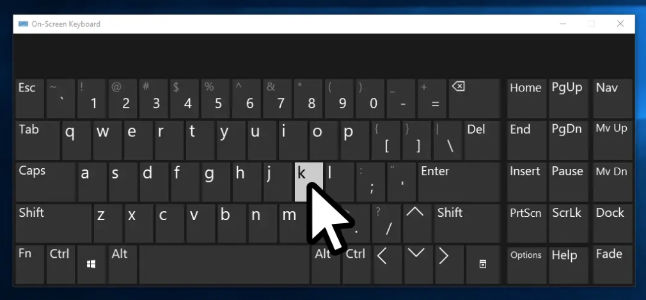 On-Screen Keyboard
Esc ~ ` ! 1 @ 2 # 3 $ 4 % 5 ^ 6 & 7 * 8 ( 9 ) 0 _ - + = Home PgUp Nav
Tab q w e r t y u i o p { [ } ] | \ Del End PgDn Mv Up
Caps a s d f g h j k l : ; " ' Enter Insert Pause Mv Dn
Shift z x c v b n m . ? / Shift PrtScn ScrLk Dock
Fn Ctrl Alt Alt Ctrl Options Help Fade